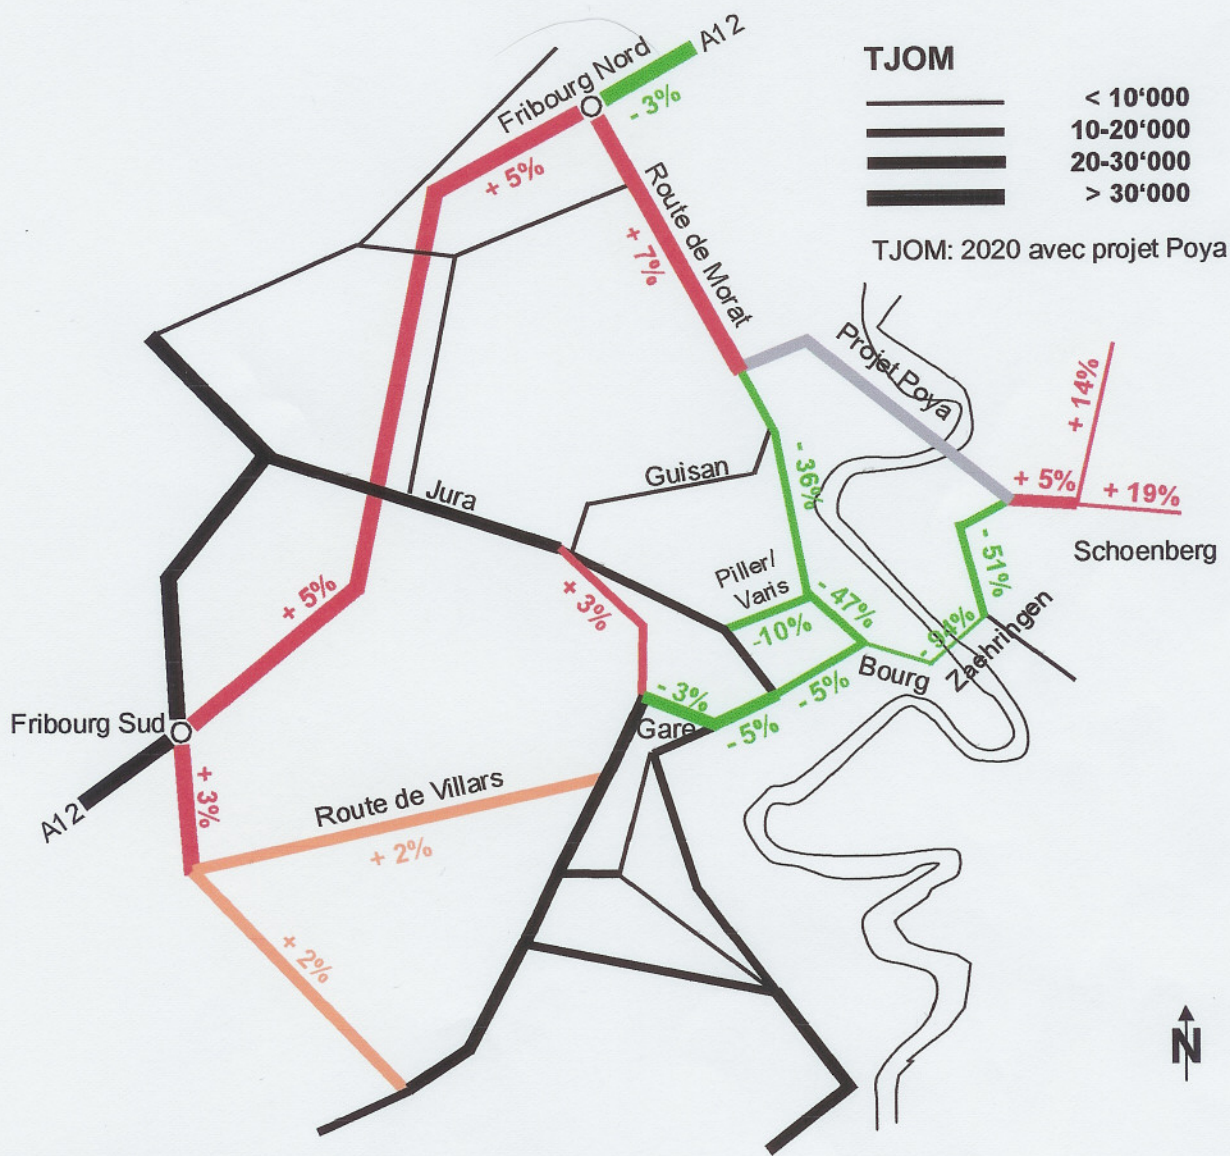 A12
Fribourg Nord
- 3%
TJOM
< 10'000
10-20'000
20-30'000
> 30'000
TJOM: 2020 avec projet Poya
+ 5%
Route de Morat
+ 7%
Projet Poya
+ 14%
Guisan
- 36%
+ 5%
+ 19%
Jura
Schoenberg
- 51%
Piller/
Varis
+ 3%
+ 5%
- 47%
-10%
- 94%
Zaehringen
Bourg
- 3%
- 5%
Gare
- 5%
Fribourg Sud
A12
+ 3%
Route de Villars
+ 2%
+ 2%
N